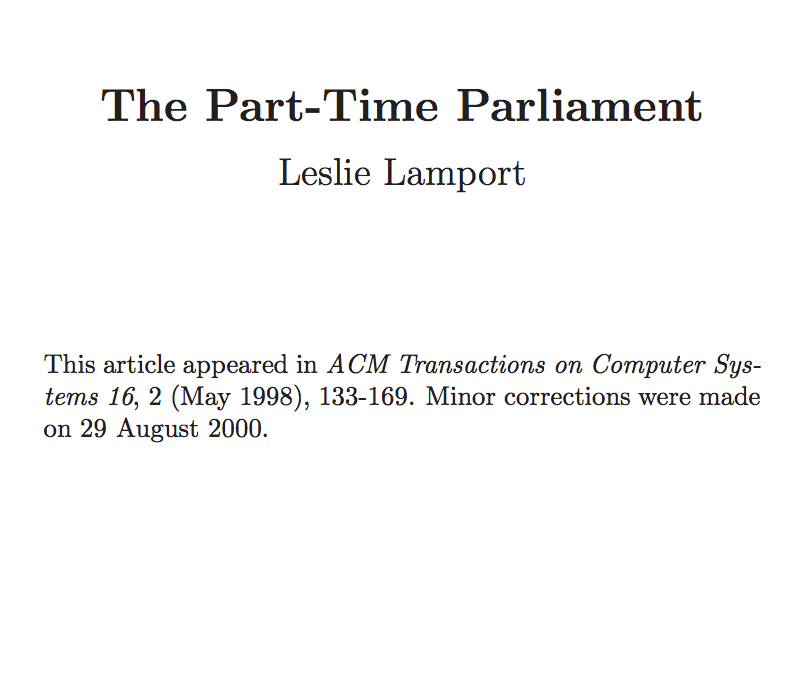 The Part-Time Parliament
Leslie Lamport
This article appeared in ACM Transactions on Computer Sys-
tems 16, 2 (May 1998), 133-169. Minor corrections were made
on 29 August 2000.